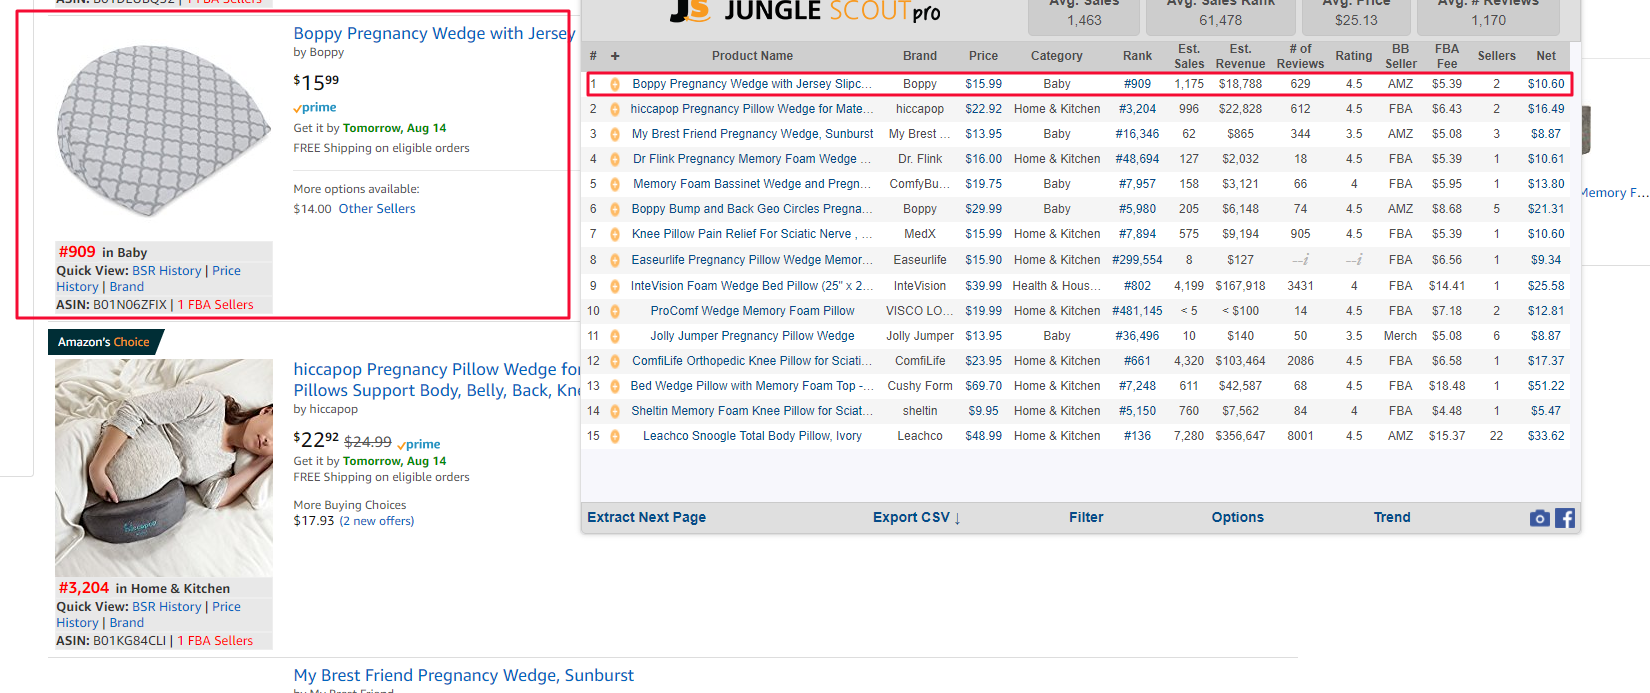 ASIN: B01DEUBQ52 | 1 FBA Sellers
Boppy Pregnancy Wedge with Jersey
by Boppy
$15⁹⁹
prime
Get it by Tomorrow, Aug 14
FREE Shipping on eligible orders
More options available:
$14.00 Other Sellers
#909 in Baby
Quick View: BSR History | Price
History | Brand
ASIN: B01N06ZFIX | 1 FBA Sellers
Amazon's Choice
hiccapop Pregnancy Pillow Wedge for
Pillows Support Body, Belly, Back, Kne
by hiccapop
$22⁹² $24.99 prime
Get it by Tomorrow, Aug 14
FREE Shipping on eligible orders
More Buying Choices
$17.93 (2 new offers)
hiccapop
#3,204 in Home & Kitchen
Quick View: BSR History | Price
History | Brand
ASIN: B01KG84CLI | 1 FBA Sellers
My Brest Friend Pregnancy Wedge, Sunburst
by My Brest Friend
JS JUNGLE SCOUT pro
Avg. Sales Avg. Sales Rank Avg. Price Avg. # Reviews
1,463 61,478 $25.13 1,170
# + Product Name Brand Price Category Rank Est. Sales Est. Revenue # of Reviews Rating BB Seller FBA Fee Sellers Net
1 Boppy Pregnancy Wedge with Jersey Slipc... Boppy $15.99 Baby #909 1,175 $18,788 629 4.5 AMZ $5.39 2 $10.60
2 hiccapop Pregnancy Pillow Wedge for Mate... hiccapop $22.92 Home & Kitchen #3,204 996 $22,828 612 4.5 FBA $6.43 2 $16.49
3 My Brest Friend Pregnancy Wedge, Sunburst My Brest ... $13.95 Baby #16,346 62 $865 344 3.5 AMZ $5.08 3 $8.87
4 Dr Flink Pregnancy Memory Foam Wedge ... Dr. Flink $16.00 Home & Kitchen #48,694 127 $2,032 18 4.5 FBA $5.39 1 $10.61
5 Memory Foam Bassinet Wedge and Pregn... ComfyBu... $19.75 Baby #7,957 158 $3,121 66 4 FBA $5.95 1 $13.80
6 Boppy Bump and Back Geo Circles Pregna... Boppy $29.99 Baby #5,980 205 $6,148 74 4.5 AMZ $8.68 5 $21.31
7 Knee Pillow Pain Relief For Sciatic Nerve , ... MedX $15.99 Home & Kitchen #7,894 575 $9,194 905 4.5 FBA $5.39 1 $10.60
8 Easeurlife Pregnancy Pillow Wedge Memor... Easeurlife $15.90 Home & Kitchen #299,554 8 $127 --i --i FBA $6.56 1 $9.34
9 InteVision Foam Wedge Bed Pillow (25" x 2... InteVision $39.99 Health & Hous... #802 4,199 $167,918 3431 4 FBA $14.41 1 $25.58
10 ProComf Wedge Memory Foam Pillow VISCO LO... $19.99 Home & Kitchen #481,145 < 5 < $100 14 4.5 FBA $7.18 2 $12.81
11 Jolly Jumper Pregnancy Pillow Wedge Jolly Jumper $13.95 Baby #36,496 10 $140 50 3.5 Merch $5.08 6 $8.87
12 ComfiLife Orthopedic Knee Pillow for Sciati... ComfiLife $23.95 Home & Kitchen #661 4,320 $103,464 2086 4.5 FBA $6.58 1 $17.37
13 Bed Wedge Pillow with Memory Foam Top -... Cushy Form $69.70 Home & Kitchen #7,248 611 $42,587 68 4.5 FBA $18.48 1 $51.22
14 Sheltin Memory Foam Knee Pillow for Sciat... sheltin $9.95 Home & Kitchen #5,150 760 $7,562 84 4 FBA $4.48 1 $5.47
15 Leachco Snoogle Total Body Pillow, Ivory Leachco $48.99 Home & Kitchen #136 7,280 $356,647 8001 4.5 AMZ $15.37 22 $33.62
Extract Next Page Export CSV ↓ Filter Options Trend
Memory F...